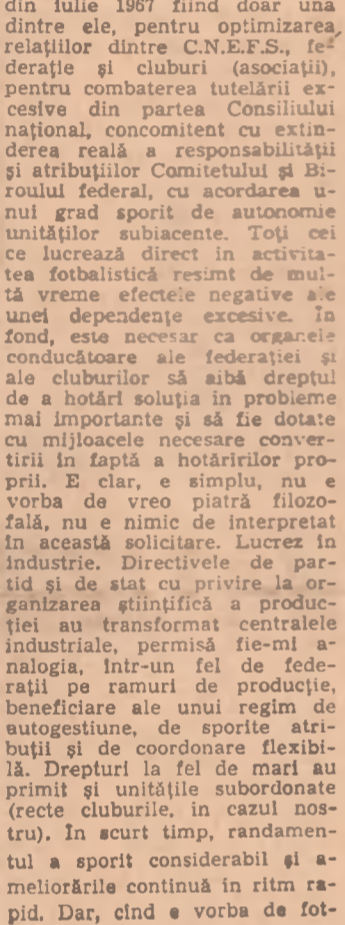 din iulie 1967 fiind doar una
dintre ele, pentru optimizarea
relațiilor dintre C.N.E.F.S., fe-
derație și cluburi (asociații),
pentru combaterea tutelării ex-
cesive din partea Consiliului
național, concomitent cu extin-
derea reală a responsabilității
și atribuțiilor Comitetului și Bi-
roului federal, cu acordarea u-
nui grad sporit de autonomie
unităților subiacente. Toți cei
ce lucrează direct în activita-
tea fotbalistică resimt de mul-
tă vreme efectele negative ale
unei dependențe excesive. În
fond, este necesar ca organele
conducătoare ale federației și
ale cluburilor să aibă dreptul
de a hotărî soluția în probleme
mai importante și să fie dotate
cu mijloacele necesare conver-
tirii în faptă a hotărîrilor pro-
prii. E clar, e simplu, nu e
vorba de vreo piatră filozo-
fală, nu e nimic de interpretat
în această solicitare. Lucrez în
industrie. Directivele de par-
tid și de stat cu privire la or-
ganizarea științifică a produc-
ției au transformat centralele
industriale, permisă fie-mi a-
nalogia, într-un fel de fede-
rații pe ramuri de producție,
beneficiare ale unui regim de
autogestiune, de sporite atri-
buții și de coordonare flexibi-
lă. Drepturi la fel de mari au
primit și unitățile subordonate
(recte cluburile, in cazul nos-
tru). În scurt timp, randamen-
tul a sporit considerabil și a-
meliorările continuă în ritm ra-
pid. Dar, cînd e vorba de fot-